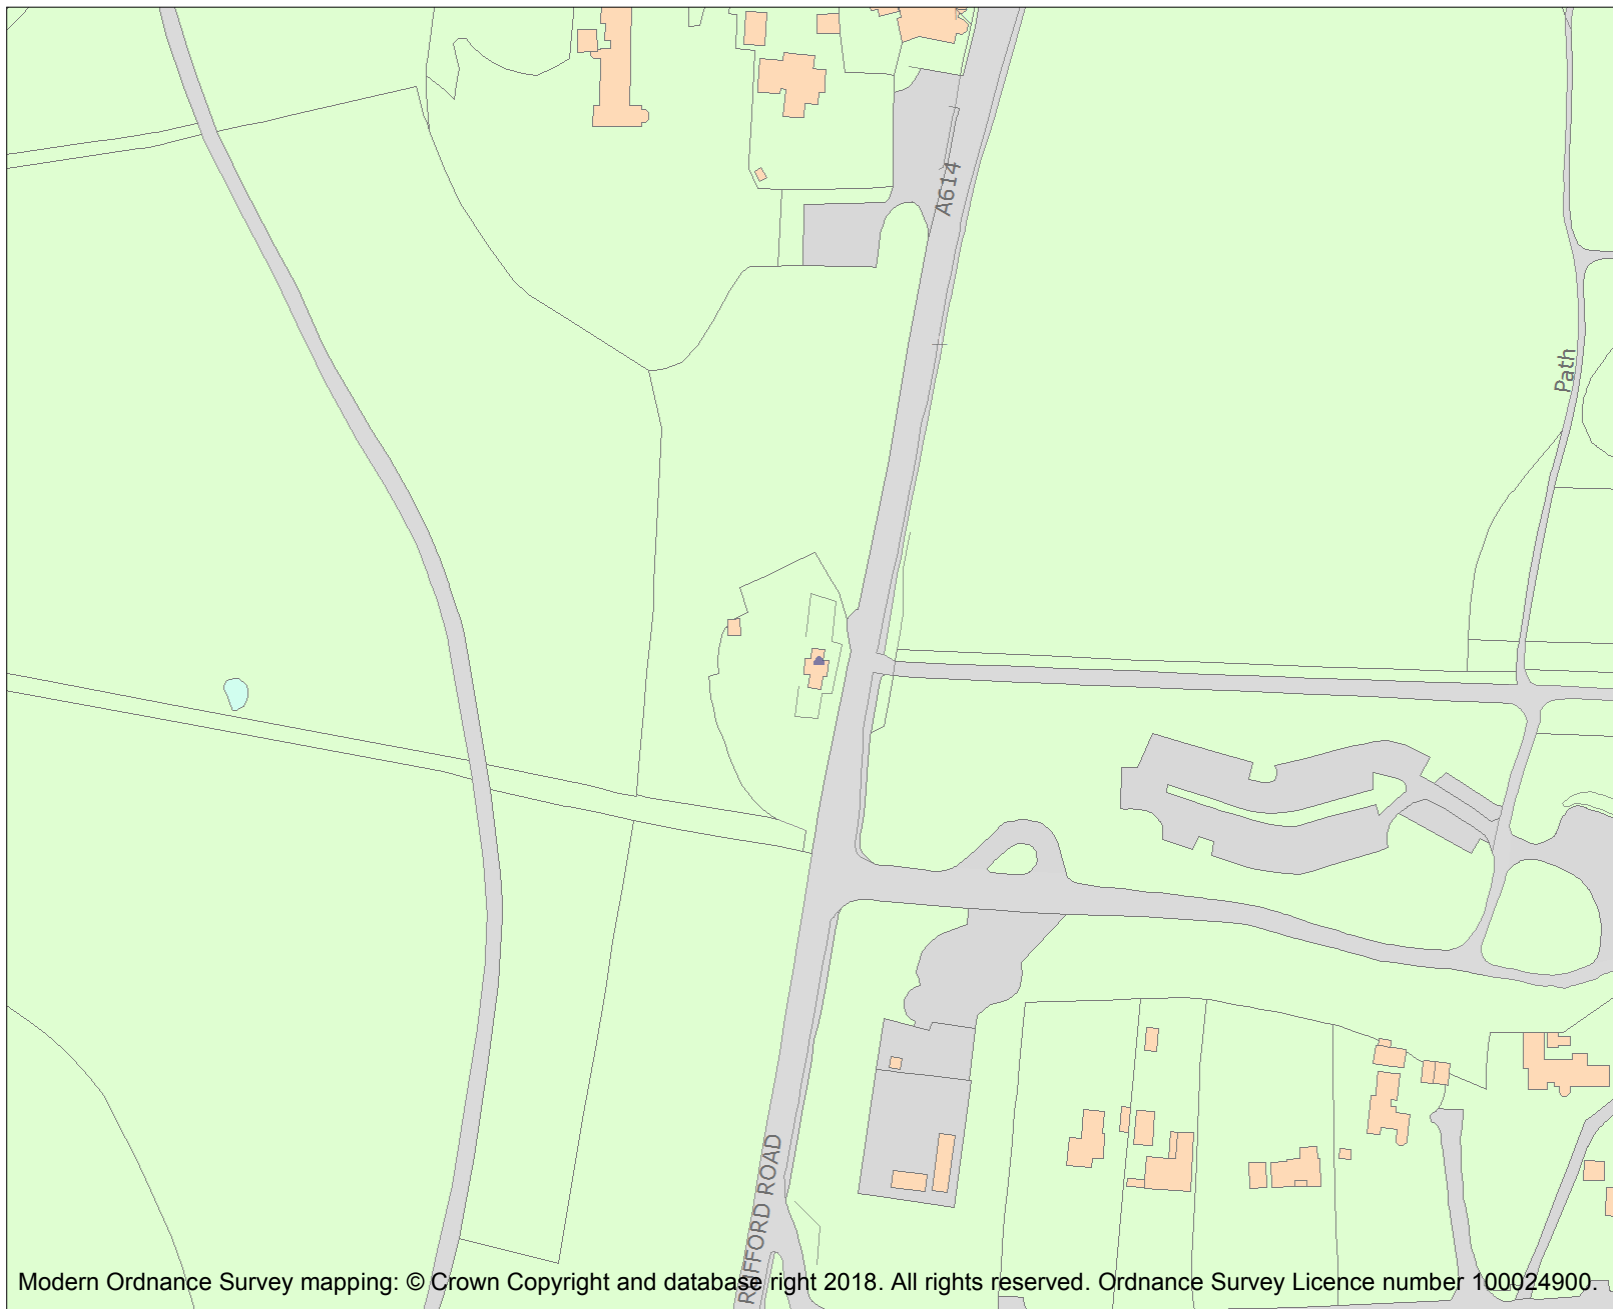 A614
Path
RUFFORD ROAD
Modern Ordnance Survey mapping: © Crown Copyright and database right 2018. All rights reserved. Ordnance Survey Licence number 100024900.